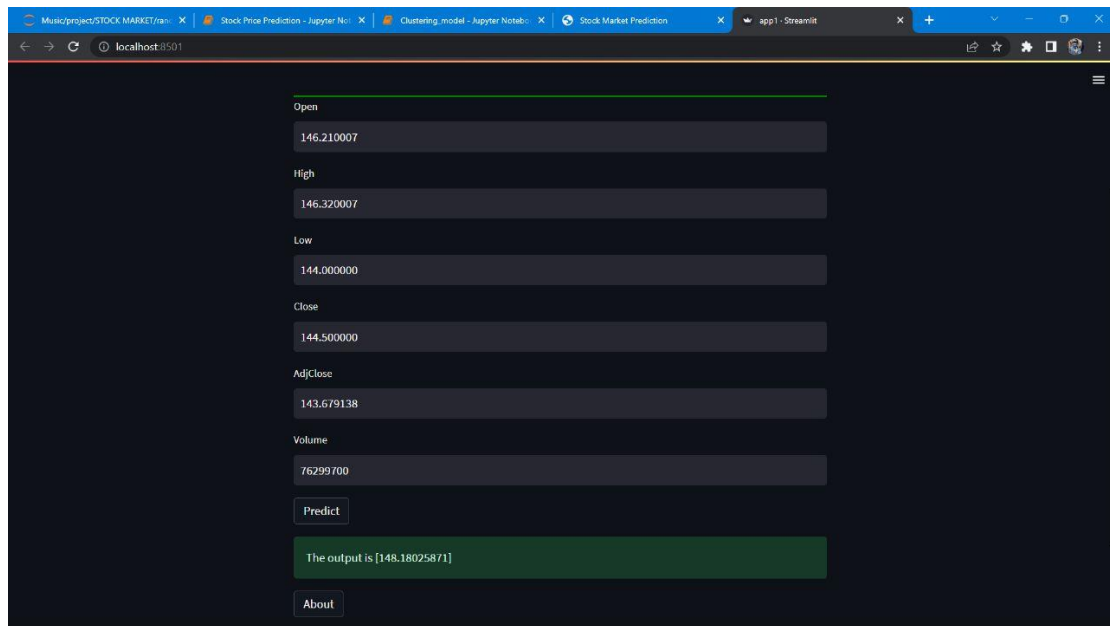 Music/project/STOCK MARKET/ran
Stock Price Prediction - Jupyter Not
Clustering_model - Jupyter Notebo
Stock Market Prediction
app1 · Streamlit
localhost:8501
Open
146.210007
High
146.320007
Low
144.000000
Close
144.500000
AdjClose
143.679138
Volume
76299700
Predict
The output is [148.18025871]
About